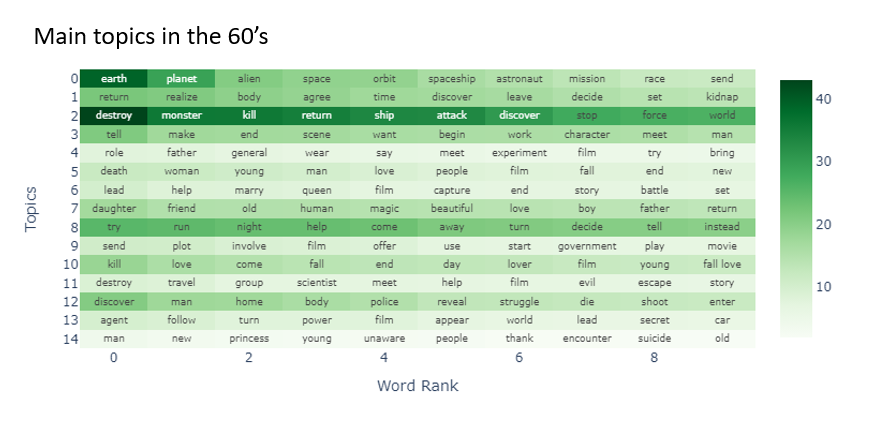 Main topics in the 60’s
0 earth planet alien space orbit spaceship astronaut mission race send
1 return realize body agree time discover leave decide set kidnap
2 destroy monster kill return ship attack discover stop force world
3 tell make end scene want begin work character meet man
4 role father general wear say meet experiment film try bring
5 death woman young man love people film fall end new
6 lead help marry queen film capture end story battle set
7 daughter friend old human magic beautiful love boy father return
8 try run night help come away turn decide tell instead
9 send plot involve film offer use start government play movie
10 kill love come fall end day lover film young fall love
11 destroy travel group scientist meet help film evil escape story
12 discover man home body police reveal struggle die shoot enter
13 agent follow turn power film appear world lead secret car
14 man new princess young unaware people thank encounter suicide old
0 2 4 6 8
Word Rank
Topics
40
30
20
10